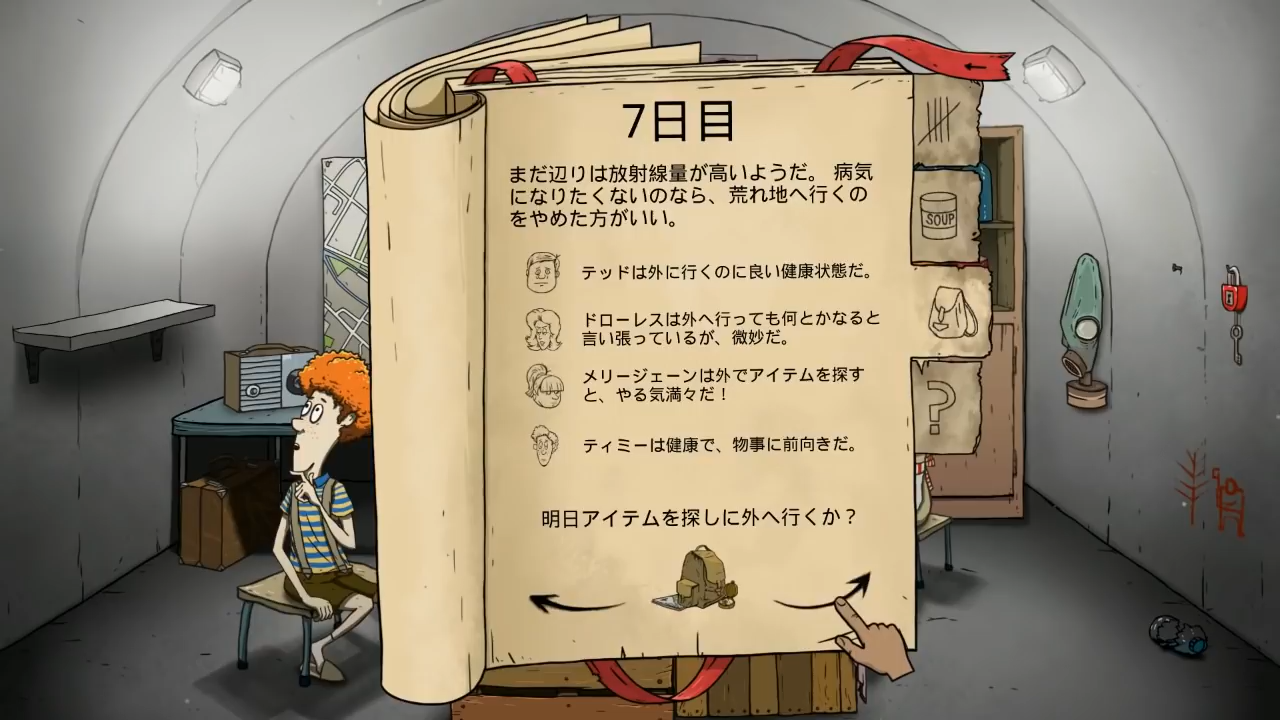 7日目
まだ辺りは放射線量が高いようだ。 病気
になりたくないのなら、荒れ地へ行くの
をやめた方がいい。
テッドは外に行くのに良い健康状態だ。
ドローレスは外へ行っても何とかなると
言い張っているが、微妙だ。
メリージェーンは外でアイテムを探す
と、やる気満々だ！
ティミーは健康で、物事に前向きだ。
明日アイテムを探しに外へ行くか？
SOUP
?